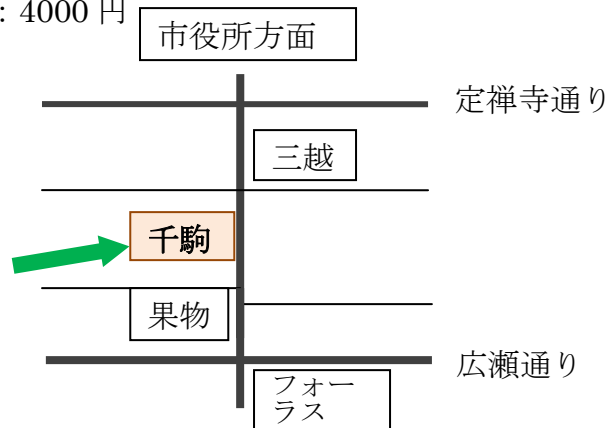 : 4000 円
市役所方面
定禅寺通り
三越
千駒
果物
広瀬通り
フォー
ラス